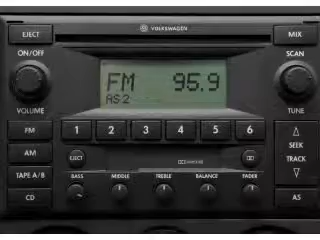 VOLKSWAGEN
EJECT
MIX
ON/OFF
SCAN
FM 95.9
AS-2
VOLUME
TUNE
FM
1 2 3 4 5 6
AM
EJECT
SEEK
TRACK
TAPE A/B
BASS MIDDLE TREBLE BALANCE FADER
CD
AS